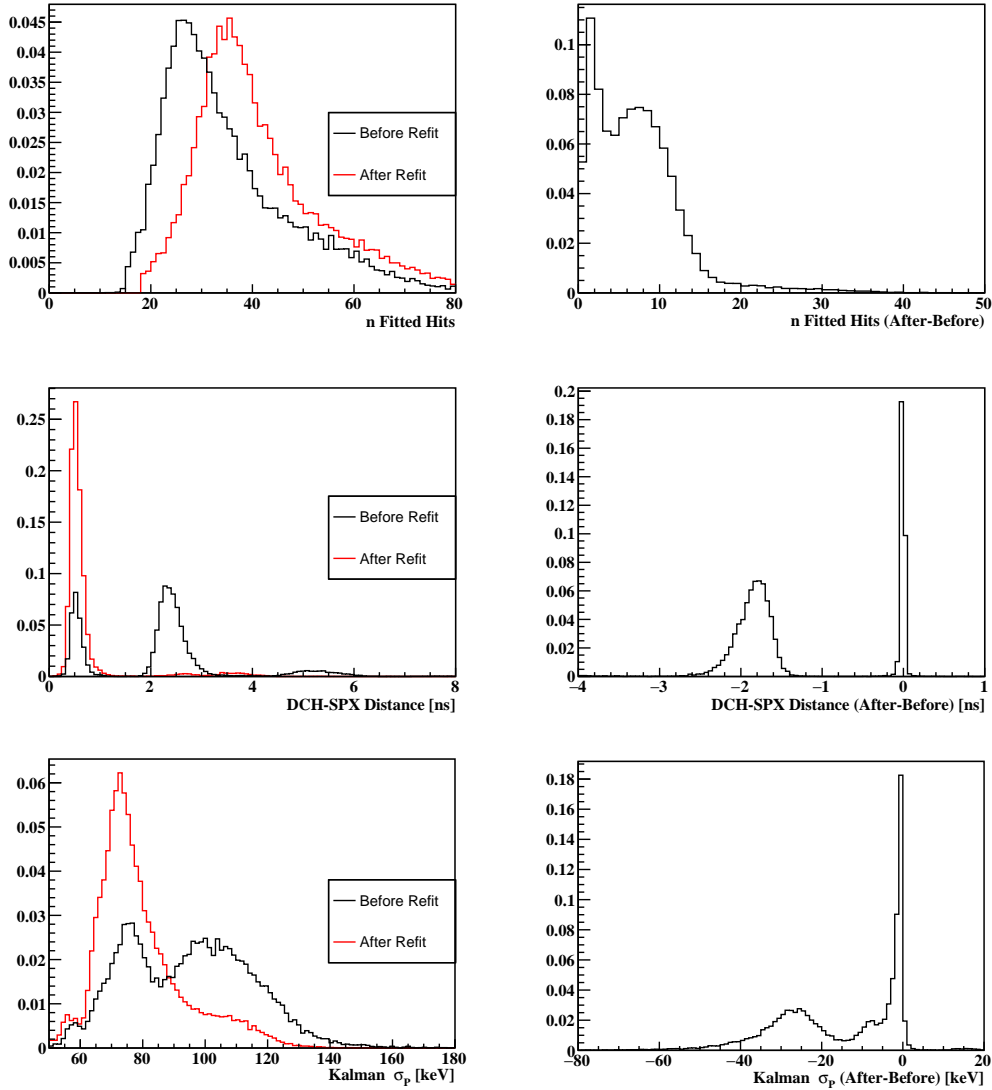 0.045
0.04
0.035
0.03
0.025
0.02
0.015
0.01
0.005
0
0 20 40 60 80
n Fitted Hits
Before Refit
After Refit
0.1
0.08
0.06
0.04
0.02
0
0 10 20 30 40 50
n Fitted Hits (After-Before)
0.25
0.2
0.15
0.1
0.05
0
0 2 4 6 8
DCH-SPX Distance [ns]
Before Refit
After Refit
0.2
0.18
0.16
0.14
0.12
0.1
0.08
0.06
0.04
0.02
0
−4 −3 −2 −1 0 1
DCH-SPX Distance (After-Before) [ns]
0.06
0.05
0.04
0.03
0.02
0.01
0
60 80 100 120 140 160 180
Kalman σP [keV]
Before Refit
After Refit
0.18
0.16
0.14
0.12
0.1
0.08
0.06
0.04
0.02
0
−80 −60 −40 −20 0 20
Kalman σP (After-Before) [keV]